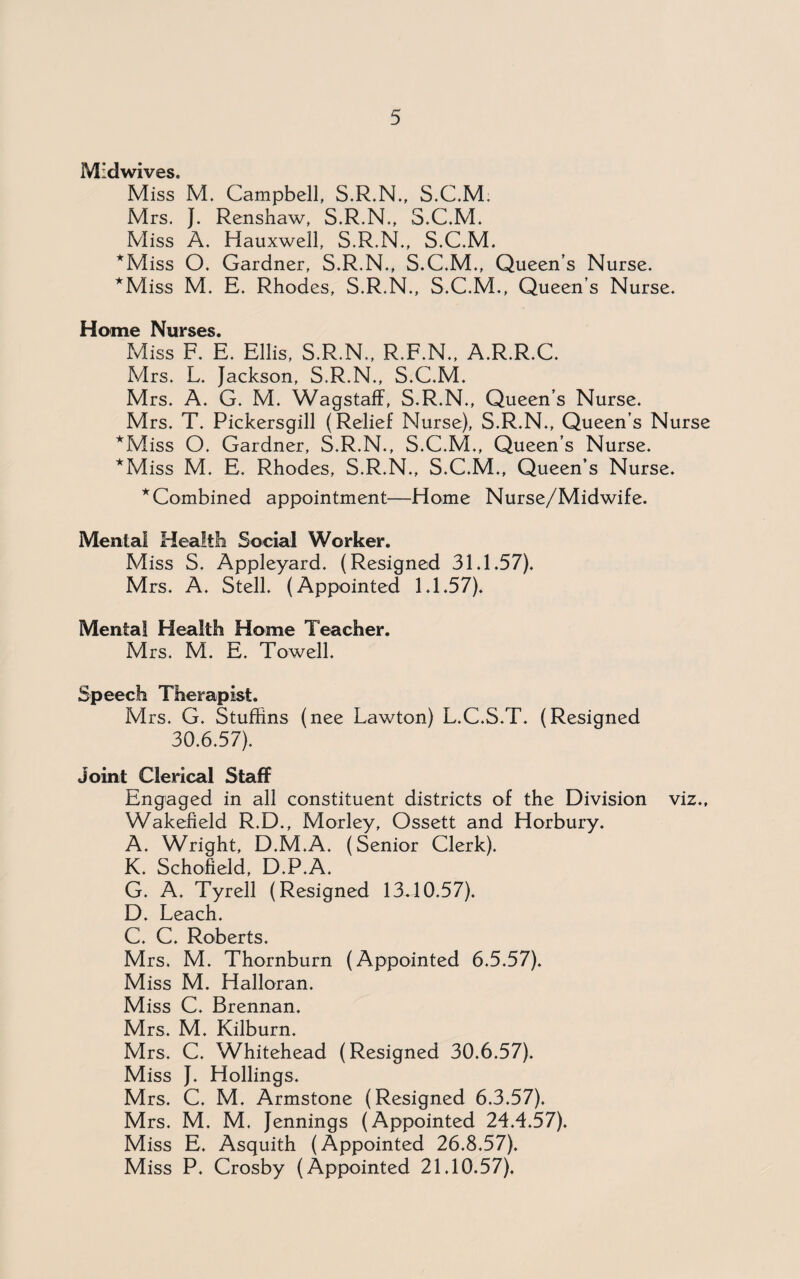 5
Midwives.
Miss M. Campbell, S.R.N., S.C.M.
Mrs. J. Renshaw, S.R.N., S.C.M.
Miss A. Hauxwell, S.R.N., S.C.M.
*Miss O. Gardner, S.R.N., S.C.M., Queen's Nurse.
*Miss M. E. Rhodes, S.R.N., S.C.M., Queen's Nurse.
Home Nurses.
Miss F. E. Ellis, S.R.N., R.F.N., A.R.R.C.
Mrs. L. Jackson, S.R.N., S.C.M.
Mrs. A. G. M. Wagstaff, S.R.N., Queen's Nurse.
Mrs. T. Pickersgill (Relief Nurse), S.R.N., Queen's Nurse
*Miss O. Gardner, S.R.N., S.C.M., Queen's Nurse.
*Miss M. E. Rhodes, S.R.N., S.C.M., Queen's Nurse.
*Combined appointment—Home Nurse/Midwife.
Mental Health Social Worker.
Miss S. Appleyard. (Resigned 31.1.57).
Mrs. A. Stell. (Appointed 1.1.57).
Mental Health Home Teacher.
Mrs. M. E. Towell.
Speech Therapist.
Mrs. G. Stuffins (nee Lawton) L.C.S.T. (Resigned
30.6.57).
Joint Clerical Staff
Engaged in all constituent districts of the Division viz.,
Wakefield R.D., Morley, Ossett and Horbury.
A. Wright, D.M.A. (Senior Clerk).
K. Schofield, D.P.A.
G. A. Tyrell (Resigned 13.10.57).
D. Leach.
C. C. Roberts.
Mrs. M. Thornburn (Appointed 6.5.57).
Miss M. Halloran.
Miss C. Brennan.
Mrs. M. Kilburn.
Mrs. C. Whitehead (Resigned 30.6.57).
Miss J. Hollings.
Mrs. C. M. Armstone (Resigned 6.3.57).
Mrs. M. M. Jennings (Appointed 24.4.57).
Miss E. Asquith (Appointed 26.8.57).
Miss P. Crosby (Appointed 21.10.57).